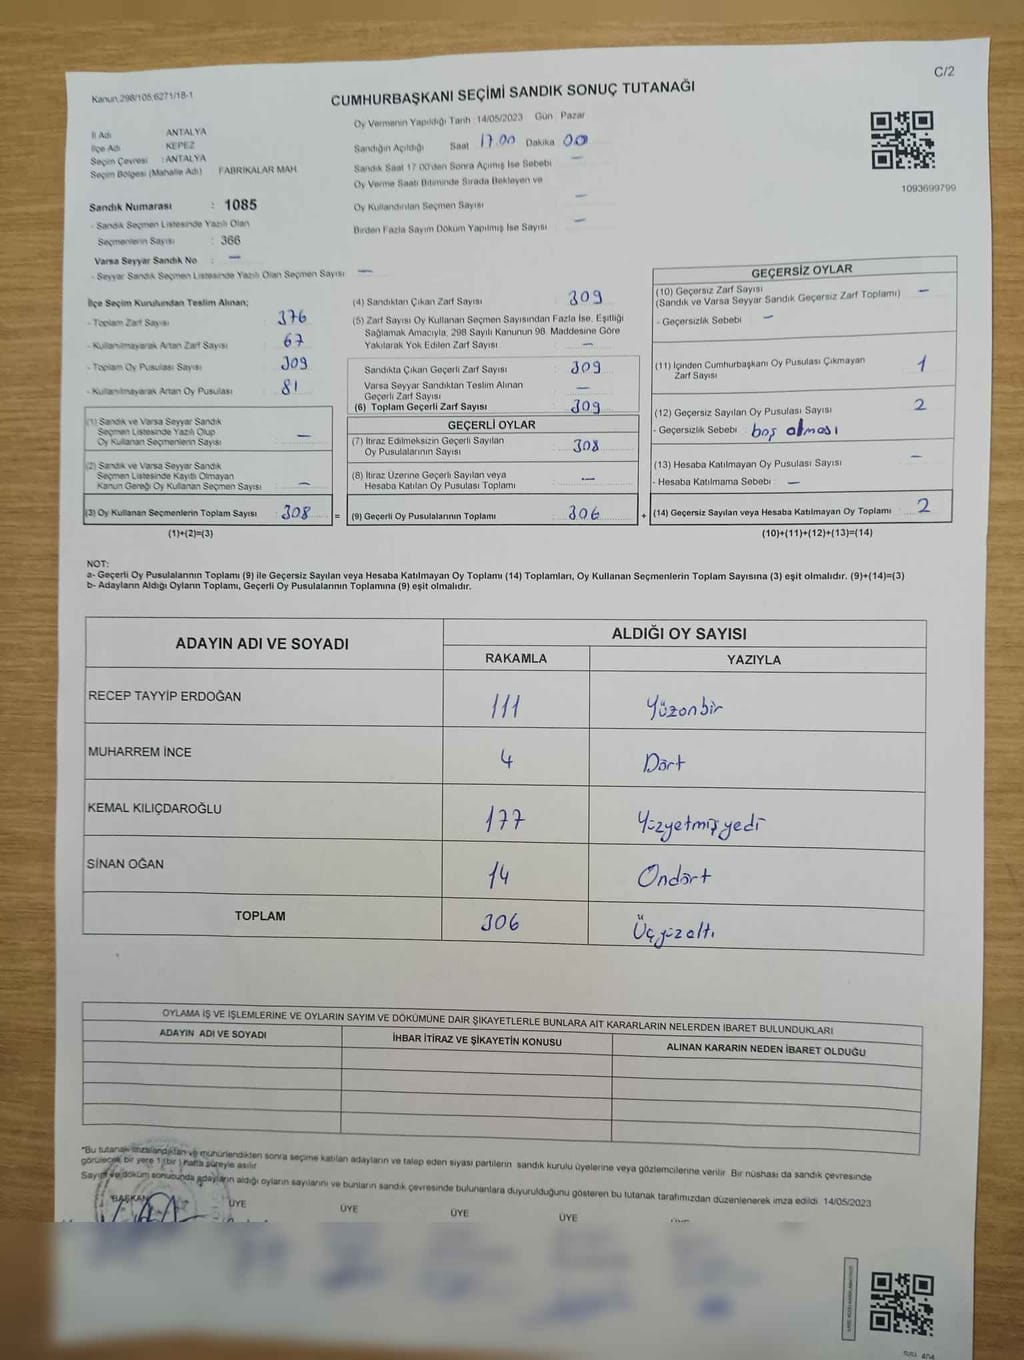 C/2
Kanun.298/105,6271/18-1
CUMHURBAŞKANI SEÇİMİ SANDIK SONUÇ TUTANAĞI
İl Adı ANTALYA
İlçe Adı KEPEZ
Seçim Çevresi : ANTALYA
Seçim Bölgesi (Mahalle Adı) FABRİKALAR MAH
Sandık Numarası : 1085
- Sandık Seçmen Listesinde Yazılı Olan
Seçmenlerin Sayısı : 366
Varsa Seyyar Sandık No : —
- Seyyar Sandık Seçmen Listesinde Yazılı Olan Seçmen Sayısı —
Oy Vermenin Yapıldığı Tarih : 14/05/2023 Gün : Pazar
Sandığın Açıldığı Saat 17.00 Dakika 00
Sandık Saat 17:00'den Sonra Açılmış İse Sebebi —
Oy Verme Saati Bitiminde Sırada Bekleyen ve
Oy Kullandırılan Seçmen Sayısı —
Birden Fazla Sayım Döküm Yapılmış İse Sayısı —
1093699799
İlçe Seçim Kurulundan Teslim Alınan;
- Toplam Zarf Sayısı 376
- Kullanılmayarak Artan Zarf Sayısı 67
- Toplam Oy Pusulası Sayısı 309
- Kullanılmayarak Artan Oy Pusulası 81
(1) Sandık ve Varsa Seyyar Sandık
Seçmen Listesinde Yazılı Olup
Oy Kullanan Seçmenlerin Sayısı —
(2) Sandık ve Varsa Seyyar Sandık
Seçmen Listesinde Kayıtlı Olmayan
Kanun Gereği Oy Kullanan Seçmen Sayısı —
(3) Oy Kullanan Seçmenlerin Toplam Sayısı 308
(1)+(2)=(3)
(4) Sandıktan Çıkan Zarf Sayısı 309
(5) Zarf Sayısı Oy Kullanan Seçmen Sayısından Fazla İse, Eşitliği
Sağlamak Amacıyla, 298 Sayılı Kanunun 98. Maddesine Göre
Yakılarak Yok Edilen Zarf Sayısı —
Sandıkta Çıkan Geçerli Zarf Sayısı 309
Varsa Seyyar Sandıktan Teslim Alınan
Geçerli Zarf Sayısı —
(6) Toplam Geçerli Zarf Sayısı 309
GEÇERLİ OYLAR
(7) İtiraz Edilmeksizin Geçerli Sayılan
Oy Pusulalarının Sayısı 308
(8) İtiraz Üzerine Geçerli Sayılan veya
Hesaba Katılan Oy Pusulası Toplamı —
= (9) Geçerli Oy Pusulalarının Toplamı 306
GEÇERSİZ OYLAR
(10) Geçersiz Zarf Sayısı
(Sandık ve Varsa Seyyar Sandık Geçersiz Zarf Toplamı) —
- Geçersizlik Sebebi —
(11) İçinden Cumhurbaşkanı Oy Pusulası Çıkmayan
Zarf Sayısı 1
(12) Geçersiz Sayılan Oy Pusulası Sayısı 2
- Geçersizlik Sebebi boş olması
(13) Hesaba Katılmayan Oy Pusulası Sayısı —
- Hesaba Katılmama Sebebi —
+ (14) Geçersiz Sayılan veya Hesaba Katılmayan Oy Toplamı 2
(10)+(11)+(12)+(13)=(14)
NOT:
a- Geçerli Oy Pusulalarının Toplamı (9) ile Geçersiz Sayılan veya Hesaba Katılmayan Oy Toplamı (14) Toplamları, Oy Kullanan Seçmenlerin Toplam Sayısına (3) eşit olmalıdır. (9)+(14)=(3)
b- Adayların Aldığı Oyların Toplamı, Geçerli Oy Pusulalarının Toplamına (9) eşit olmalıdır.
ADAYIN ADI VE SOYADI ALDIĞI OY SAYISI
RAKAMLA YAZIYLA
RECEP TAYYİP ERDOĞAN 111 Yüzonbir
MUHARREM İNCE 4 Dört
KEMAL KILIÇDAROĞLU 177 Yüzyetmişyedi
SİNAN OĞAN 14 Ondört
TOPLAM 306 Üçyüzaltı
OYLAMA İŞ VE İŞLEMLERİNE VE OYLARIN SAYIM VE DÖKÜMÜNE DAİR ŞİKAYETLERLE BUNLARA AİT KARARLARIN NELERDEN İBARET BULUNDUKLARI
ADAYIN ADI VE SOYADI İHBAR İTİRAZ VE ŞİKAYETİN KONUSU ALINAN KARARIN NEDEN İBARET OLDUĞU
*Bu tutanak imzalandıktan ve mühürlendikten sonra seçime katılan adayların ve talep eden siyasi partilerin sandık kurulu üyelerine veya gözlemcilerine verilir. Bir nüshası da sandık çevresinde
görülecek bir yere 1 (bir) hafta süreyle asılır.
Sayım ve döküm sonucunda adayların aldığı oyların sayılarını ve bunların sandık çevresinde bulunanlara duyurulduğunu gösteren bu tutanak tarafımızdan düzenlenerek imza edildi. 14/05/2023
BAŞKAN ÜYE ÜYE ÜYE ÜYE